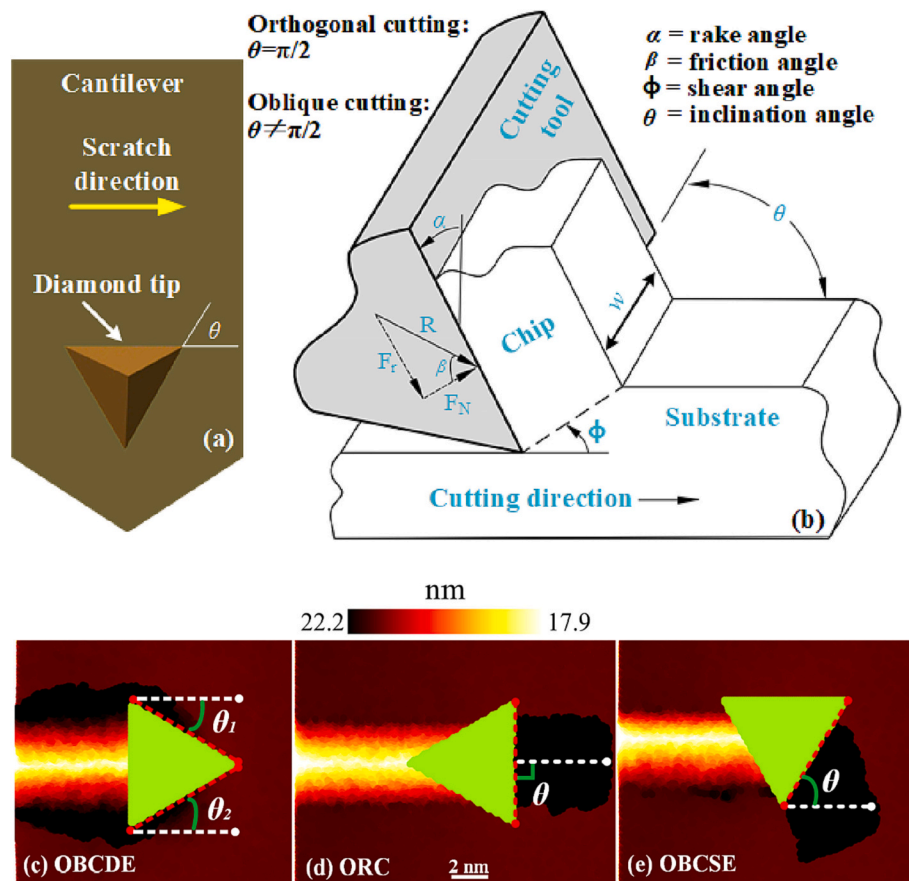 Orthogonal cutting:
θ=π/2
Oblique cutting:
θ≠π/2
α = rake angle
β = friction angle
ϕ = shear angle
θ = inclination angle
Cantilever
Scratch
direction
Diamond tip
θ
(a)
Cutting
tool
α
θ
w
R
Chip
Fr
β
FN
Substrate
ϕ
Cutting direction
(b)
nm
22.2 17.9
θ1
θ2
(c) OBCDE
θ
(d) ORC
2 nm
θ
(e) OBCSE